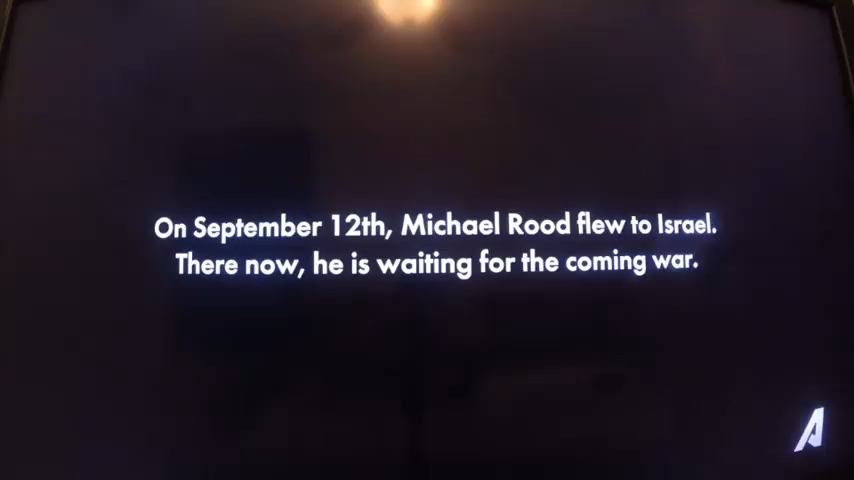 On September 12th, Michael Rood flew to Israel.
There now, he is waiting for the coming war.